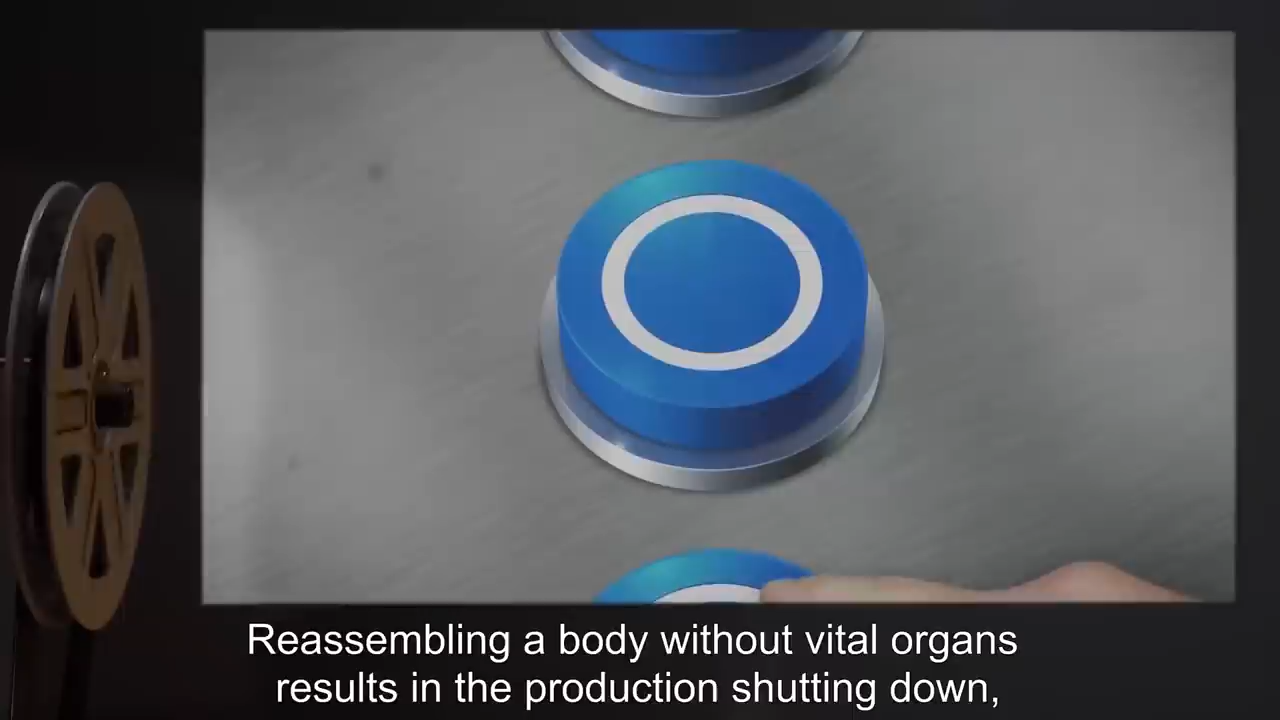 Reassembling a body without vital organs
results in the production shutting down,